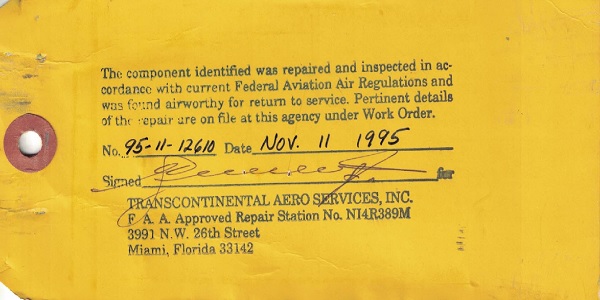 The component identified was repaired and inspected in ac-
cordance with current Federal Aviation Air Regulations and
was found airworthy for return to service. Pertinent details
of the repair are on file at this agency under Work Order.
No. 95-11-12610 Date Nov. 11 1995
Signed for
TRANSCONTINENTAL AERO SERVICES, INC.
F. A. A. Approved Repair Station No. NI4R389M
3991 N.W. 26th Street
Miami, Florida 33142